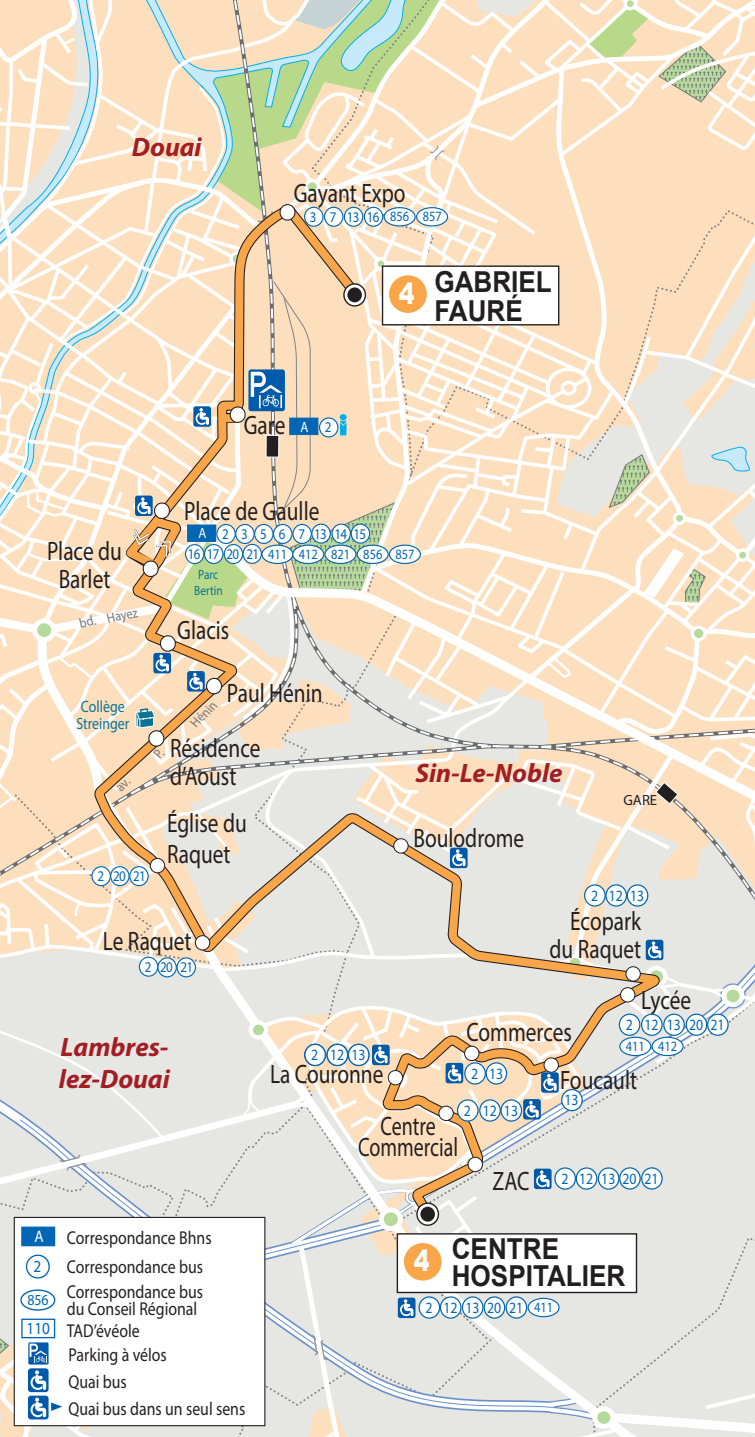 Douai
Gayant Expo
3 7 13 16 856 857
4 GABRIEL
FAURÉ
P
Gare A 2 i
Place de Gaulle
A 2 3 5 6 7 13 14 15
16 17 20 21 411 412 821 856 857
Place du
Barlet
Parc
Bertin
bd. Hayez
Glacis
Paul Hénin
Collège
Streinger
av. P. Hénin
Résidence
d'Aoust
Sin-Le-Noble
GARE
Église du
Raquet
2 20 21
Boulodrome
2 12 13
Écopark
du Raquet
Le Raquet
2 20 21
Lycée
2 12 13 20 21
411 412
Lambres-
lez-Douai
Commerces
2 13
2 12 13
La Couronne
Foucault
13
2 12 13
Centre
Commercial
ZAC 2 12 13 20 21
4 CENTRE
HOSPITALIER
2 12 13 20 21 411
A Correspondance Bhns
2 Correspondance bus
856 Correspondance bus
du Conseil Régional
110 TAD'évéole
P Parking à vélos
Quai bus
Quai bus dans un seul sens